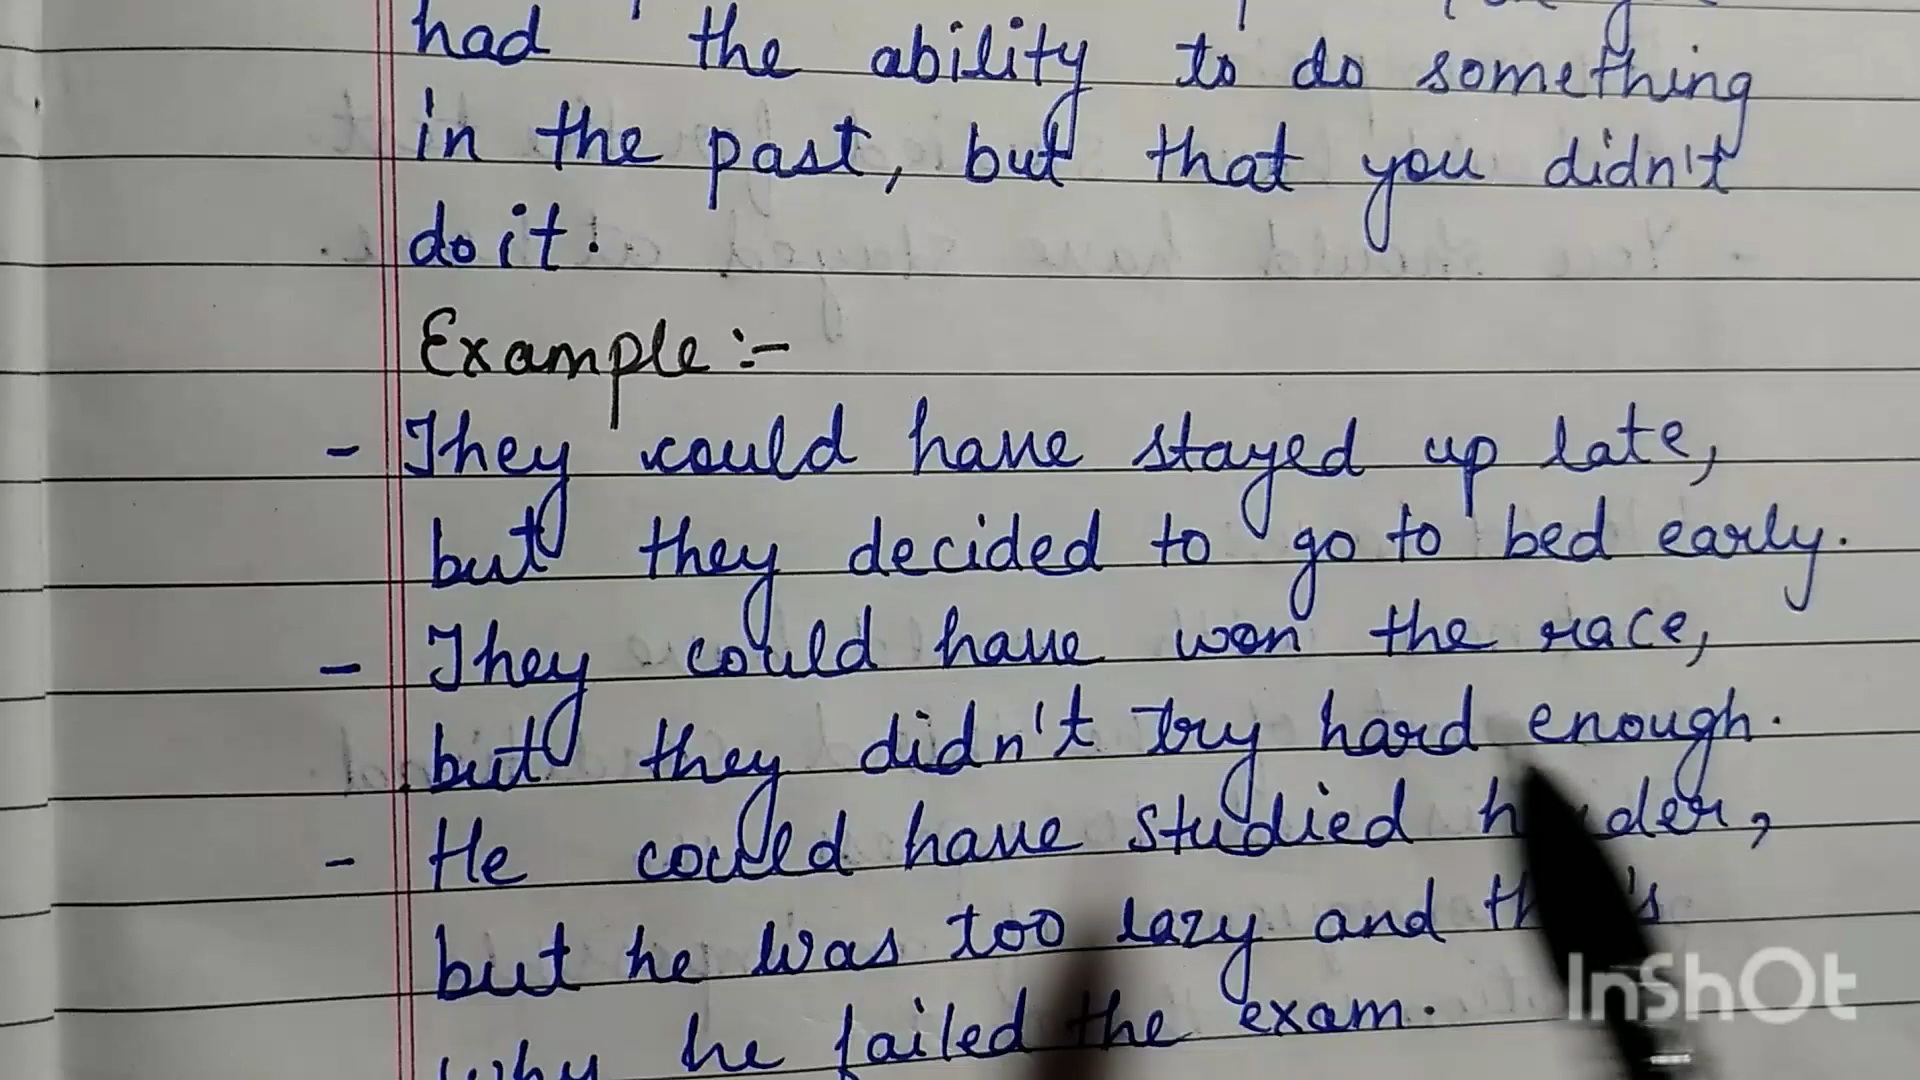 had the ability to do something
in the past, but that you didn't
do it.
Example :-
- They could have stayed up late,
but they decided to go to bed early.
- They could have won the race,
but they didn't try hard enough.
- He could have studied
but he was too lazy and
why he failed the exam.
InShOt